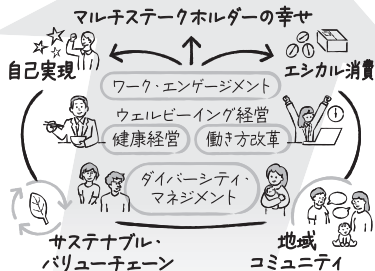 マルチステークホルダーの幸せ
自己実現
エシカル消費
ワーク・エンゲージメント
ウェルビーイング経営
健康経営
働き方改革
ダイバーシティ・
マネジメント
サステナブル・
バリューチェーン
地域
コミュニティ